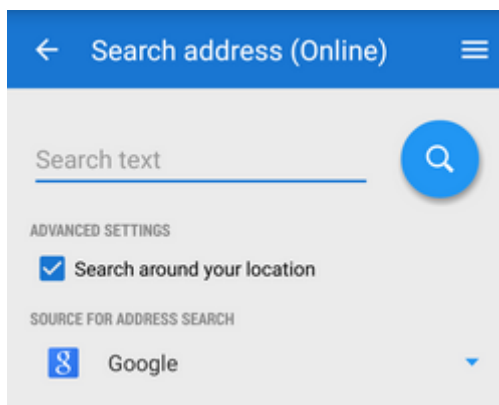 Search address (Online)
Search text
ADVANCED SETTINGS
Search around your location
SOURCE FOR ADDRESS SEARCH
8 Google